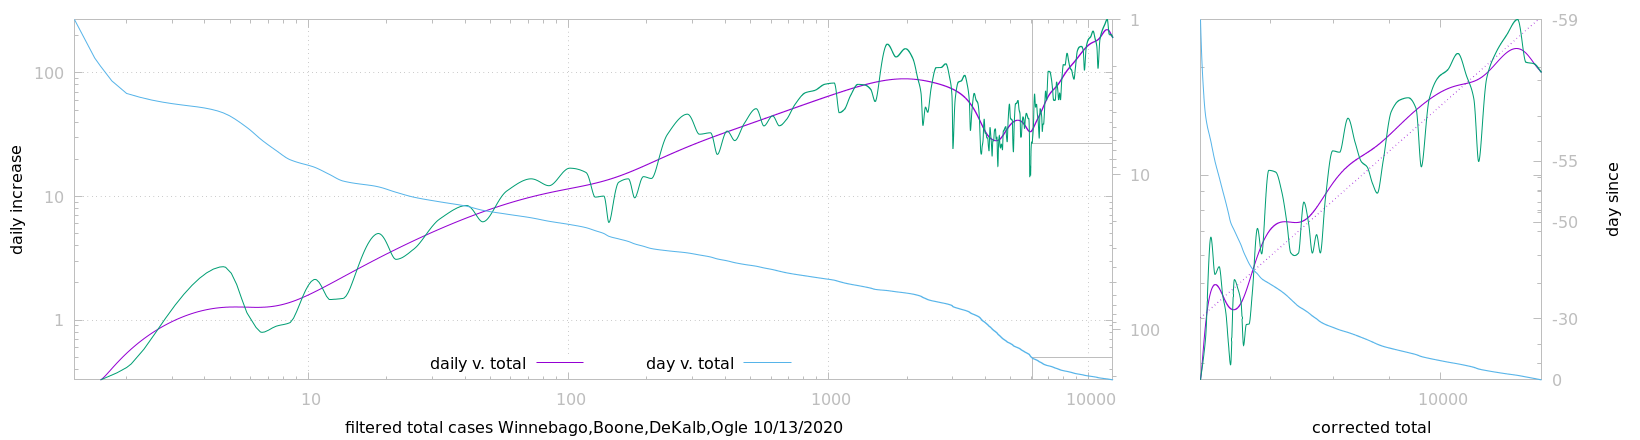 daily increase
100
10
1
1
10
100
daily v. total
day v. total
10
100
1000
10000
filtered total cases Winnebago,Boone,DeKalb,Ogle 10/13/2020
-59
-55
-50
-30
0
day since
10000
corrected total